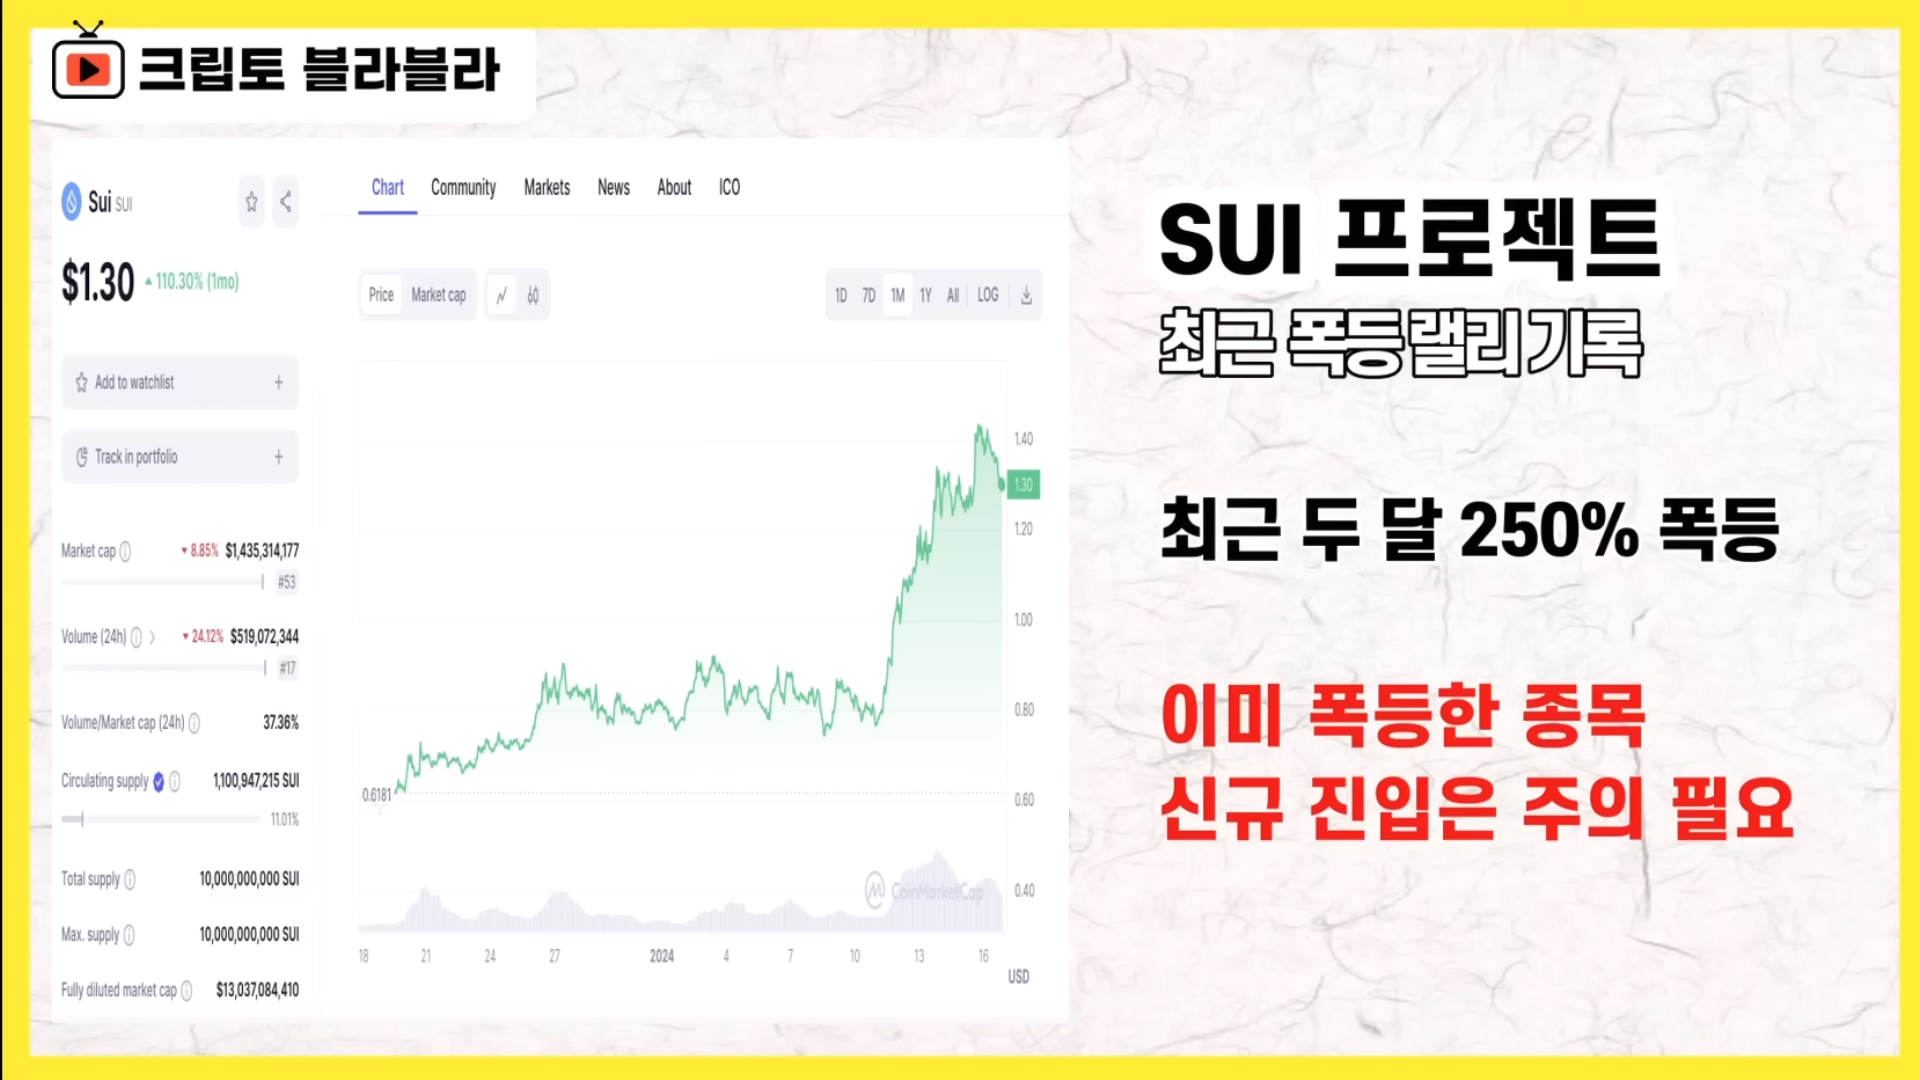 크립토 블라블라
Sui SUI
$1.30 ▲ 110.30% (1mo)
Add to watchlist +
Track in portfolio +
Market cap ▼ 8.85% $1,435,314,177
#53
Volume (24h) > ▼ 24.12% $519,072,344
#17
Volume/Market cap (24h) 37.36%
Circulating supply 1,100,947,215 SUI
11.01%
Total supply 10,000,000,000 SUI
Max. supply 10,000,000,000 SUI
Fully diluted market cap $13,037,084,410
Chart Community Markets News About ICO
Price Market cap
1D 7D 1M 1Y All LOG
1.40
1.30
1.20
1.00
0.80
0.6181
0.60
0.40
CoinMarketCap
18 21 24 27 2024 4 7 10 13 16
USD
SUI 프로젝트
최근 폭등 랠리 기록
최근 두 달 250% 폭등
이미 폭등한 종목
신규 진입은 주의 필요